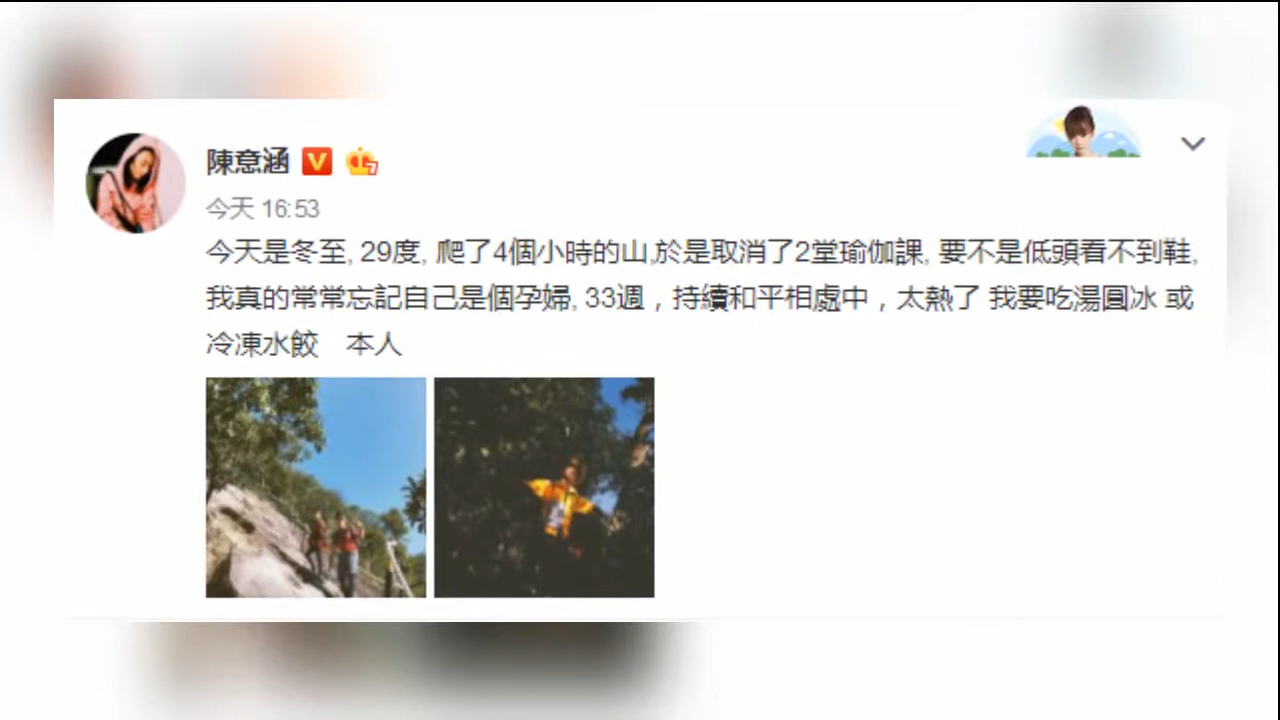 陳意涵
今天 16:53
今天是冬至, 29度, 爬了4個小時的山,於是取消了2堂瑜伽課, 要不是低頭看不到鞋,
我真的常常忘記自己是個孕婦, 33週，持續和平相處中，太熱了 我要吃湯圓冰 或
冷凍水餃　本人